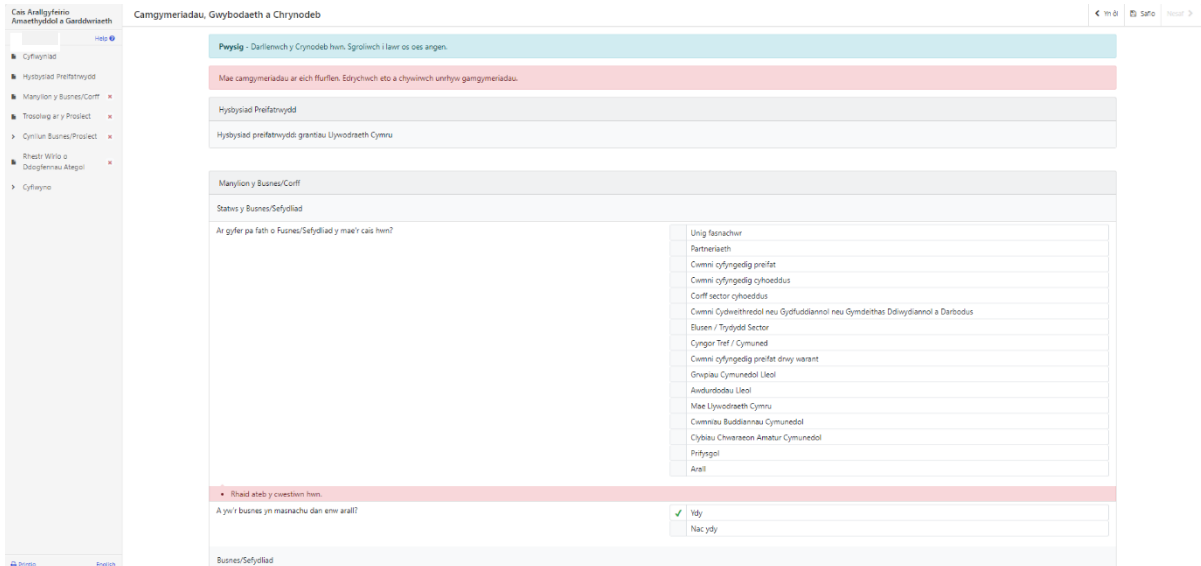 Cais Arallgyfeirio
Amaethyddol a Garddwriaeth
Camgymeriadau, Gwybodaeth a Chrynodeb
Yn ôl
Safio
Nesaf
Help
Cyflwyniad
Hysbysiad Preifatrwydd
Manylion y Busnes/Corff
Trosolwg ar y Prosiect
Cynllun Busnes/Prosiect
Rhestr Wirio o
Ddogfennau Ategol
Cyflwyno
Pwysig - Darllenwch y Crynodeb hwn. Sgroliwch i lawr os oes angen.
Mae camgymeriadau ar eich ffurflen. Edrychwch eto a chywirwch unrhyw gamgymeriadau.
Hysbysiad Preifatrwydd
Hysbysiad preifatrwydd: grantiau Llywodraeth Cymru
Manylion y Busnes/Corff
Statws y Busnes/Sefydliad
Ar gyfer pa fath o Fusnes/Sefydliad y mae'r cais hwn?
Unig fasnachwr
Partneriaeth
Cwmni cyfyngedig preifat
Cwmni cyfyngedig cyhoeddus
Corff sector cyhoeddus
Cwmni Cydweithredol neu Gydfuddiannol neu Gymdeithas Ddiwydiannol a Darbodus
Elusen / Trydydd Sector
Cyngor Tref / Cymuned
Cwmni cyfyngedig preifat drwy warant
Grwpiau Cymunedol Lleol
Awdurdodau Lleol
Mae Llywodraeth Cymru
Cwmnïau Buddiannau Cymunedol
Clybiau Chwaraeon Amatur Cymunedol
Prifysgol
Arall
Rhaid ateb y cwestiwn hwn.
A yw'r busnes yn masnachu dan enw arall?
Ydy
Nac ydy
Busnes/Sefydliad
Printio
English